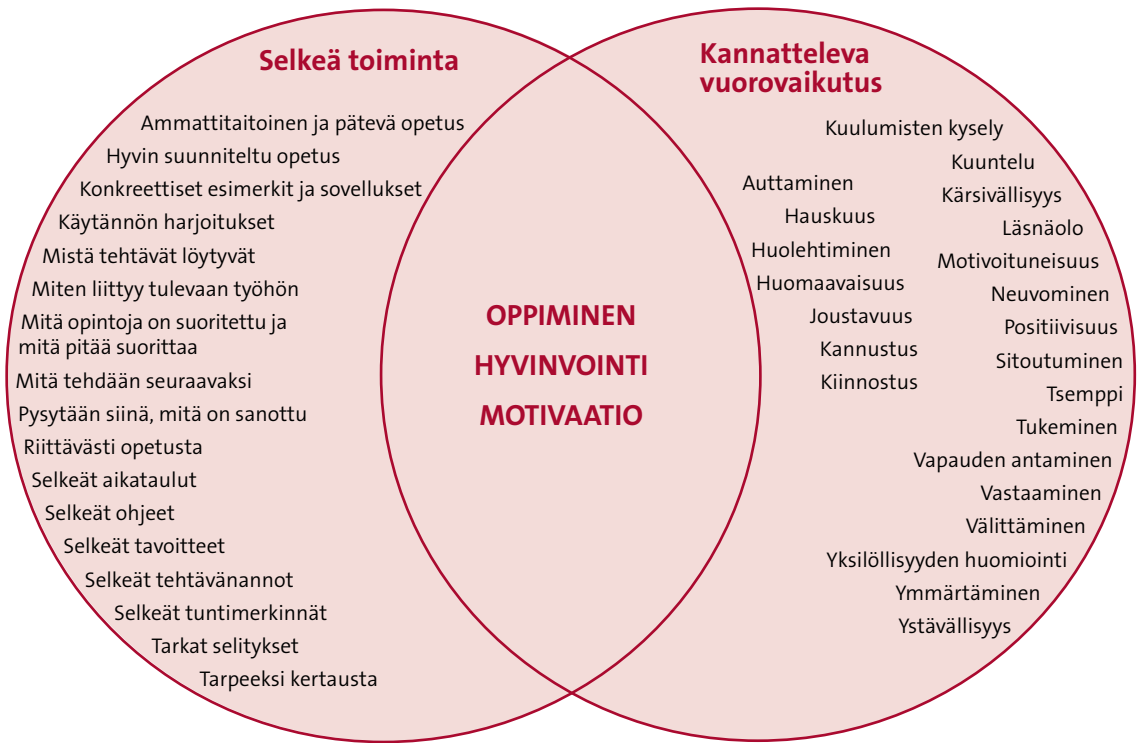 Selkeä toiminta
Ammattitaitoinen ja pätevä opetus
Hyvin suunniteltu opetus
Konkreettiset esimerkit ja sovellukset
Käytännön harjoitukset
Mistä tehtävät löytyvät
Miten liittyy tulevaan työhön
Mitä opintoja on suoritettu ja
mitä pitää suorittaa
Mitä tehdään seuraavaksi
Pysytään siinä, mitä on sanottu
Riittävästi opetusta
Selkeät aikataulut
Selkeät ohjeet
Selkeät tavoitteet
Selkeät tehtävänannot
Selkeät tuntimerkinnät
Tarkat selitykset
Tarpeeksi kertausta
OPPIMINEN
HYVINVOINTI
MOTIVAATIO
Kannatteleva
vuorovaikutus
Auttaminen
Hauskuus
Huolehtiminen
Huomaavaisuus
Joustavuus
Kannustus
Kiinnostus
Kuulumisten kysely
Kuuntelu
Kärsivällisyys
Läsnäolo
Motivoituneisuus
Neuvominen
Positiivisuus
Sitoutuminen
Tsemppi
Tukeminen
Vapauden antaminen
Vastaaminen
Välittäminen
Yksilöllisyyden huomiointi
Ymmärtäminen
Ystävällisyys